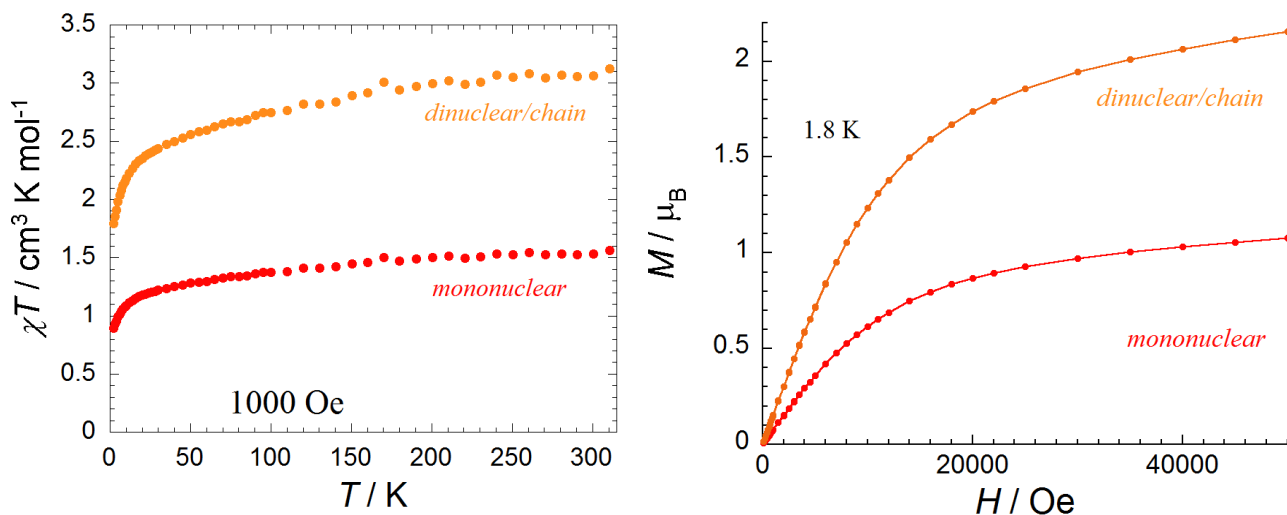 3.5
3
2.5
2
1.5
1
0.5
0
χT / cm³ K mol⁻¹
dinuclear/chain
mononuclear
1000 Oe
0
50
100
150
200
250
300
T / K
2
1.5
1
0.5
0
M / μ_B
dinuclear/chain
1.8 K
mononuclear
0
20000
40000
H / Oe